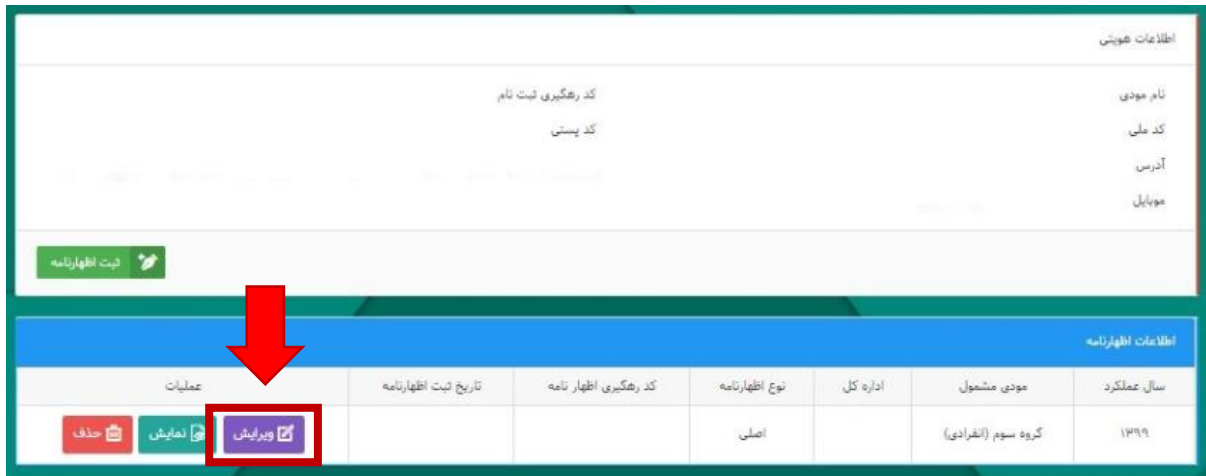 اطلاعات هویتی
نام مودی
کد رهگیری ثبت نام
کد ملی
کد پستی
آدرس
موبایل
ثبت اظهارنامه
اطلاعات اظهارنامه
سال عملکرد مودی مشمول اداره کل نوع اظهارنامه کد رهگیری اظهار نامه تاریخ ثبت اظهارنامه عملیات
۱۳۹۹ گروه سوم (انفرادی) اصلی ویرایش نمایش حذف